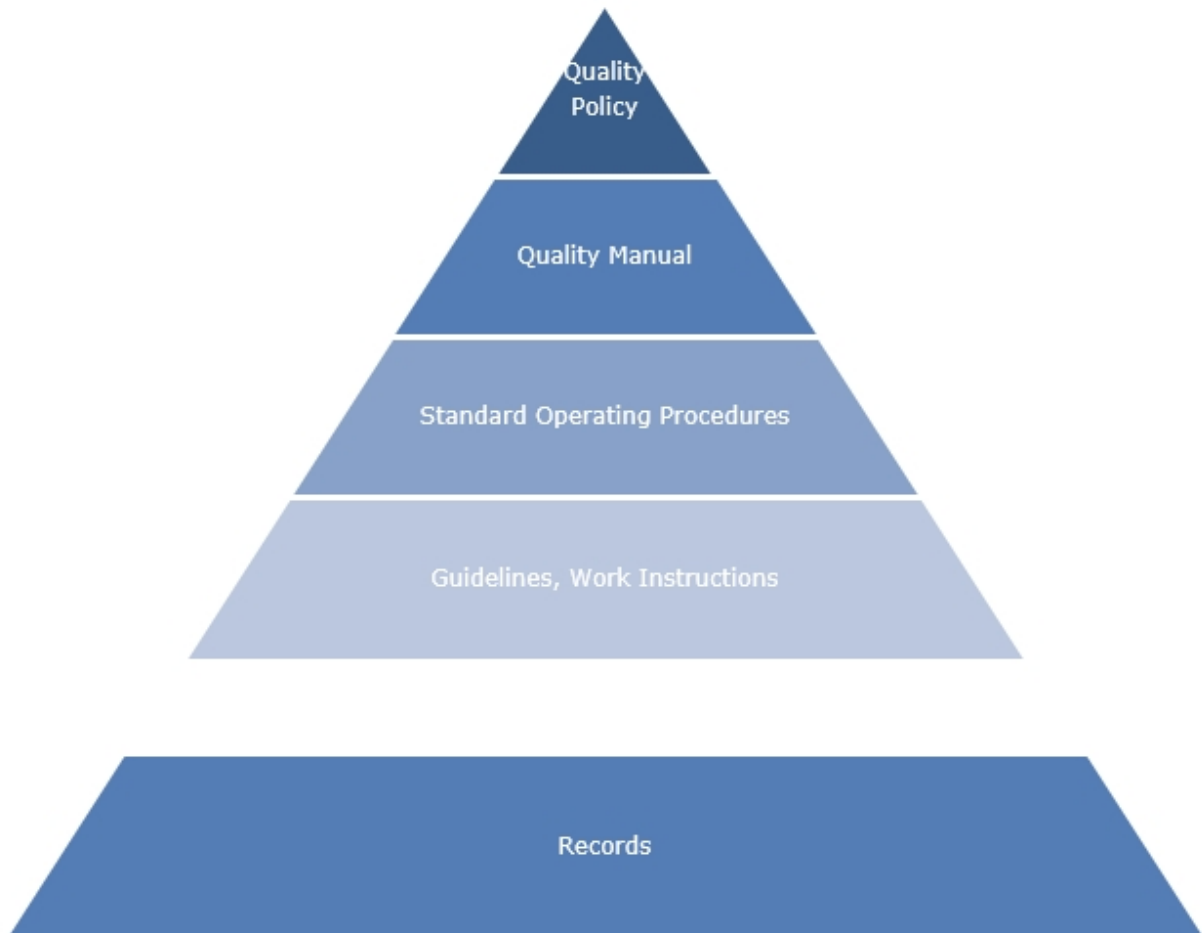 Quality
Policy
Quality Manual
Standard Operating Procedures
Guidelines, Work Instructions
Records